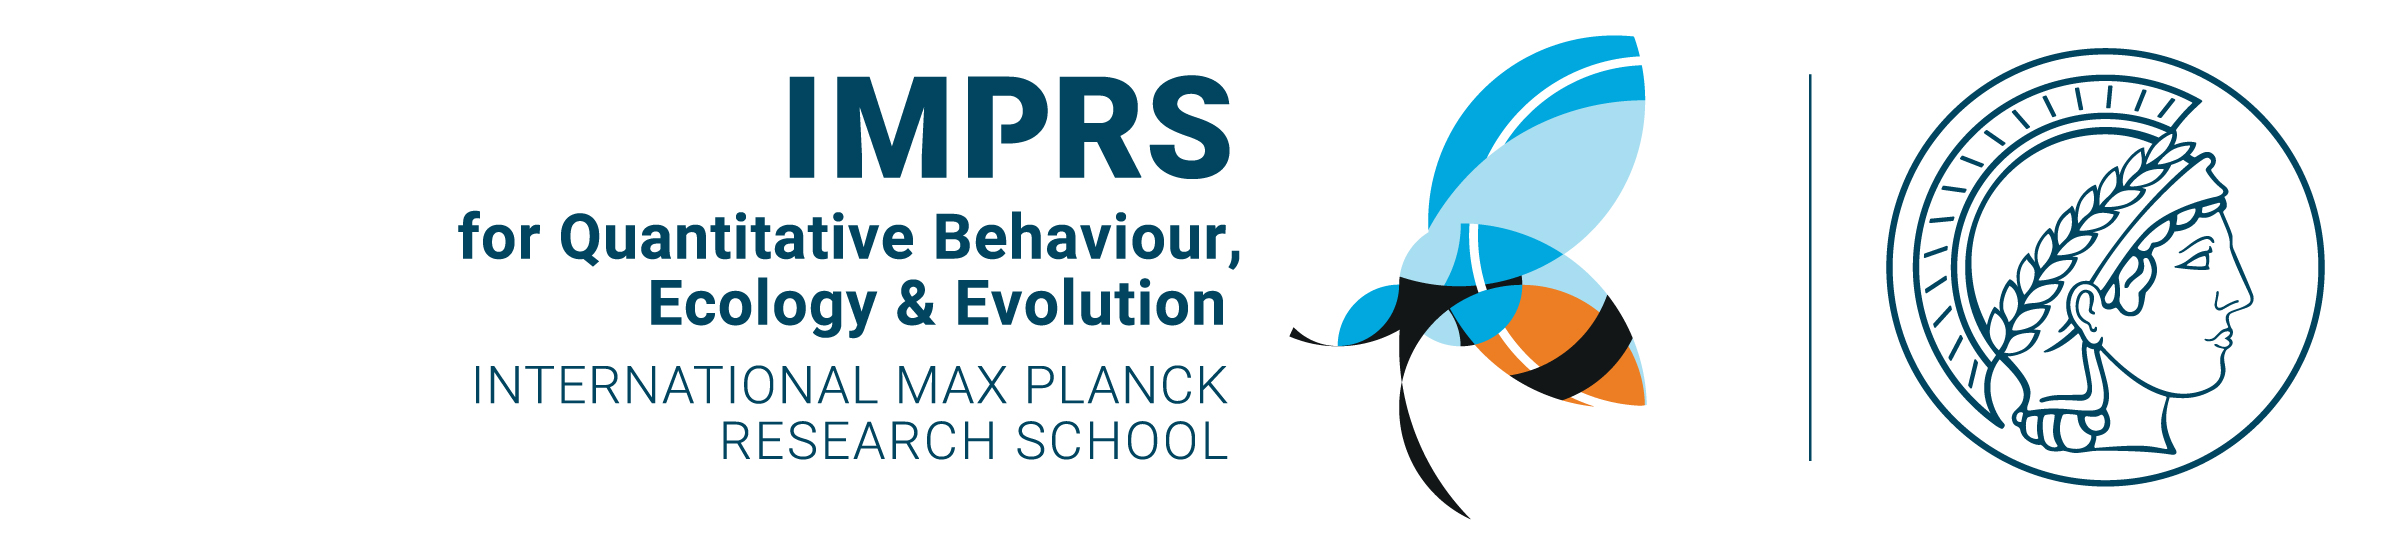 IMPRS
for Quantitative Behaviour,
Ecology & Evolution
INTERNATIONAL MAX PLANCK
RESEARCH SCHOOL